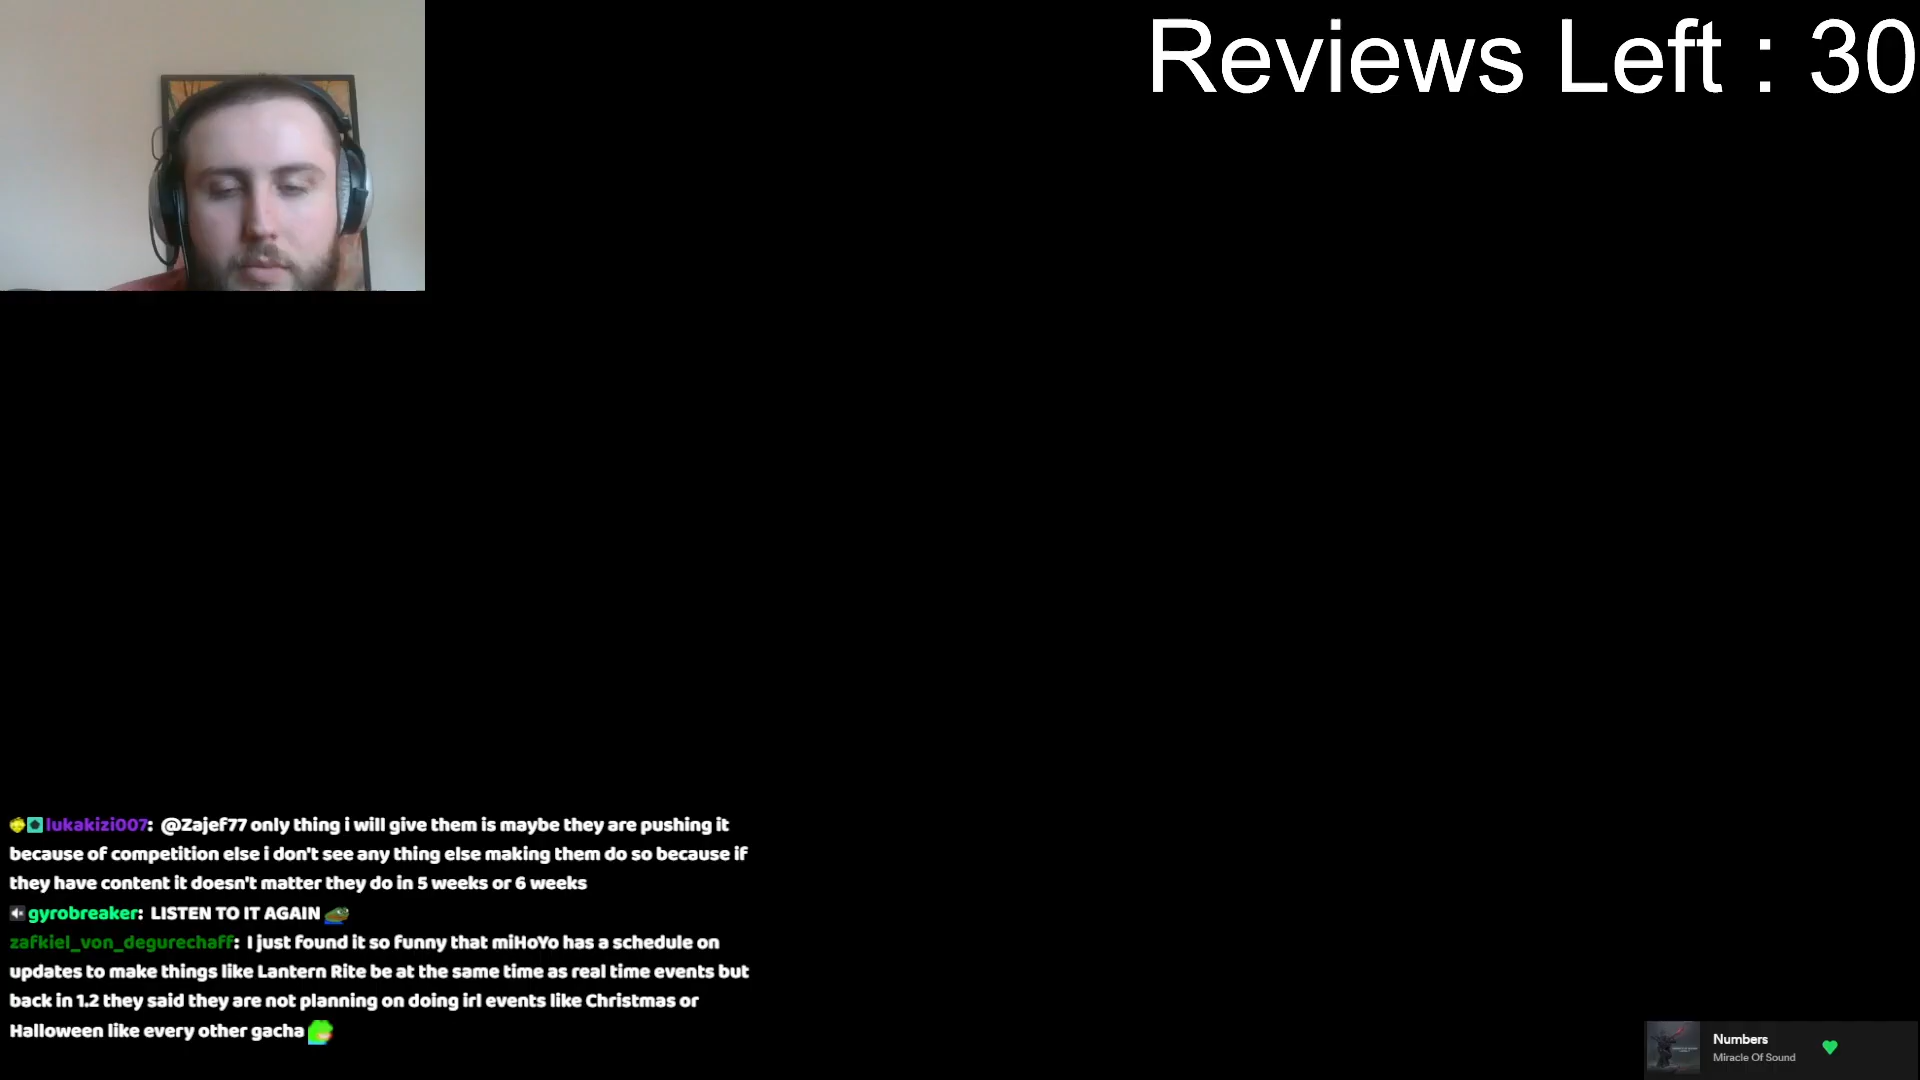 Reviews Left : 30
lukakizi007: @Zajef77 only thing i will give them is maybe they are pushing it
because of competition else i don't see any thing else making them do so because if
they have content it doesn't matter they do in 5 weeks or 6 weeks
gyrobreaker: LISTEN TO IT AGAIN
zafkiel_von_degurechaff: I just found it so funny that miHoYo has a schedule on
updates to make things like Lantern Rite be at the same time as real time events but
back in 1.2 they said they are not planning on doing irl events like Christmas or
Halloween like every other gacha
Numbers
Miracle Of Sound